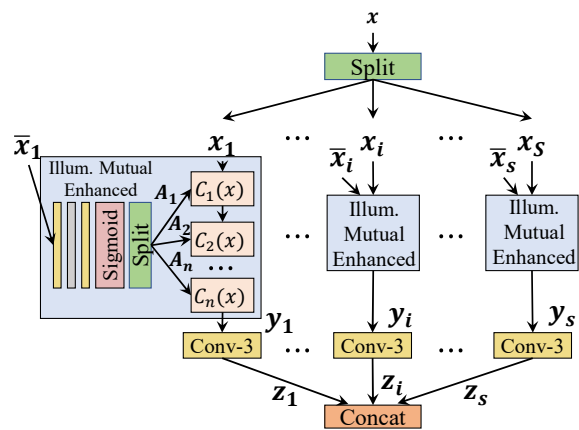 x
Split
x̅₁ x₁ ... x̅ᵢ xᵢ ... x̅ₛ x_S
Illum. Mutual
Enhanced
Sigmoid
Split
A₁
A₂
Aₙ
C₁(x)
C₂(x)
...
Cₙ(x)
...
Illum.
Mutual
Enhanced
...
Illum.
Mutual
Enhanced
y₁ yᵢ yₛ
Conv-3 ... Conv-3 ... Conv-3
z₁ zᵢ zₛ
Concat